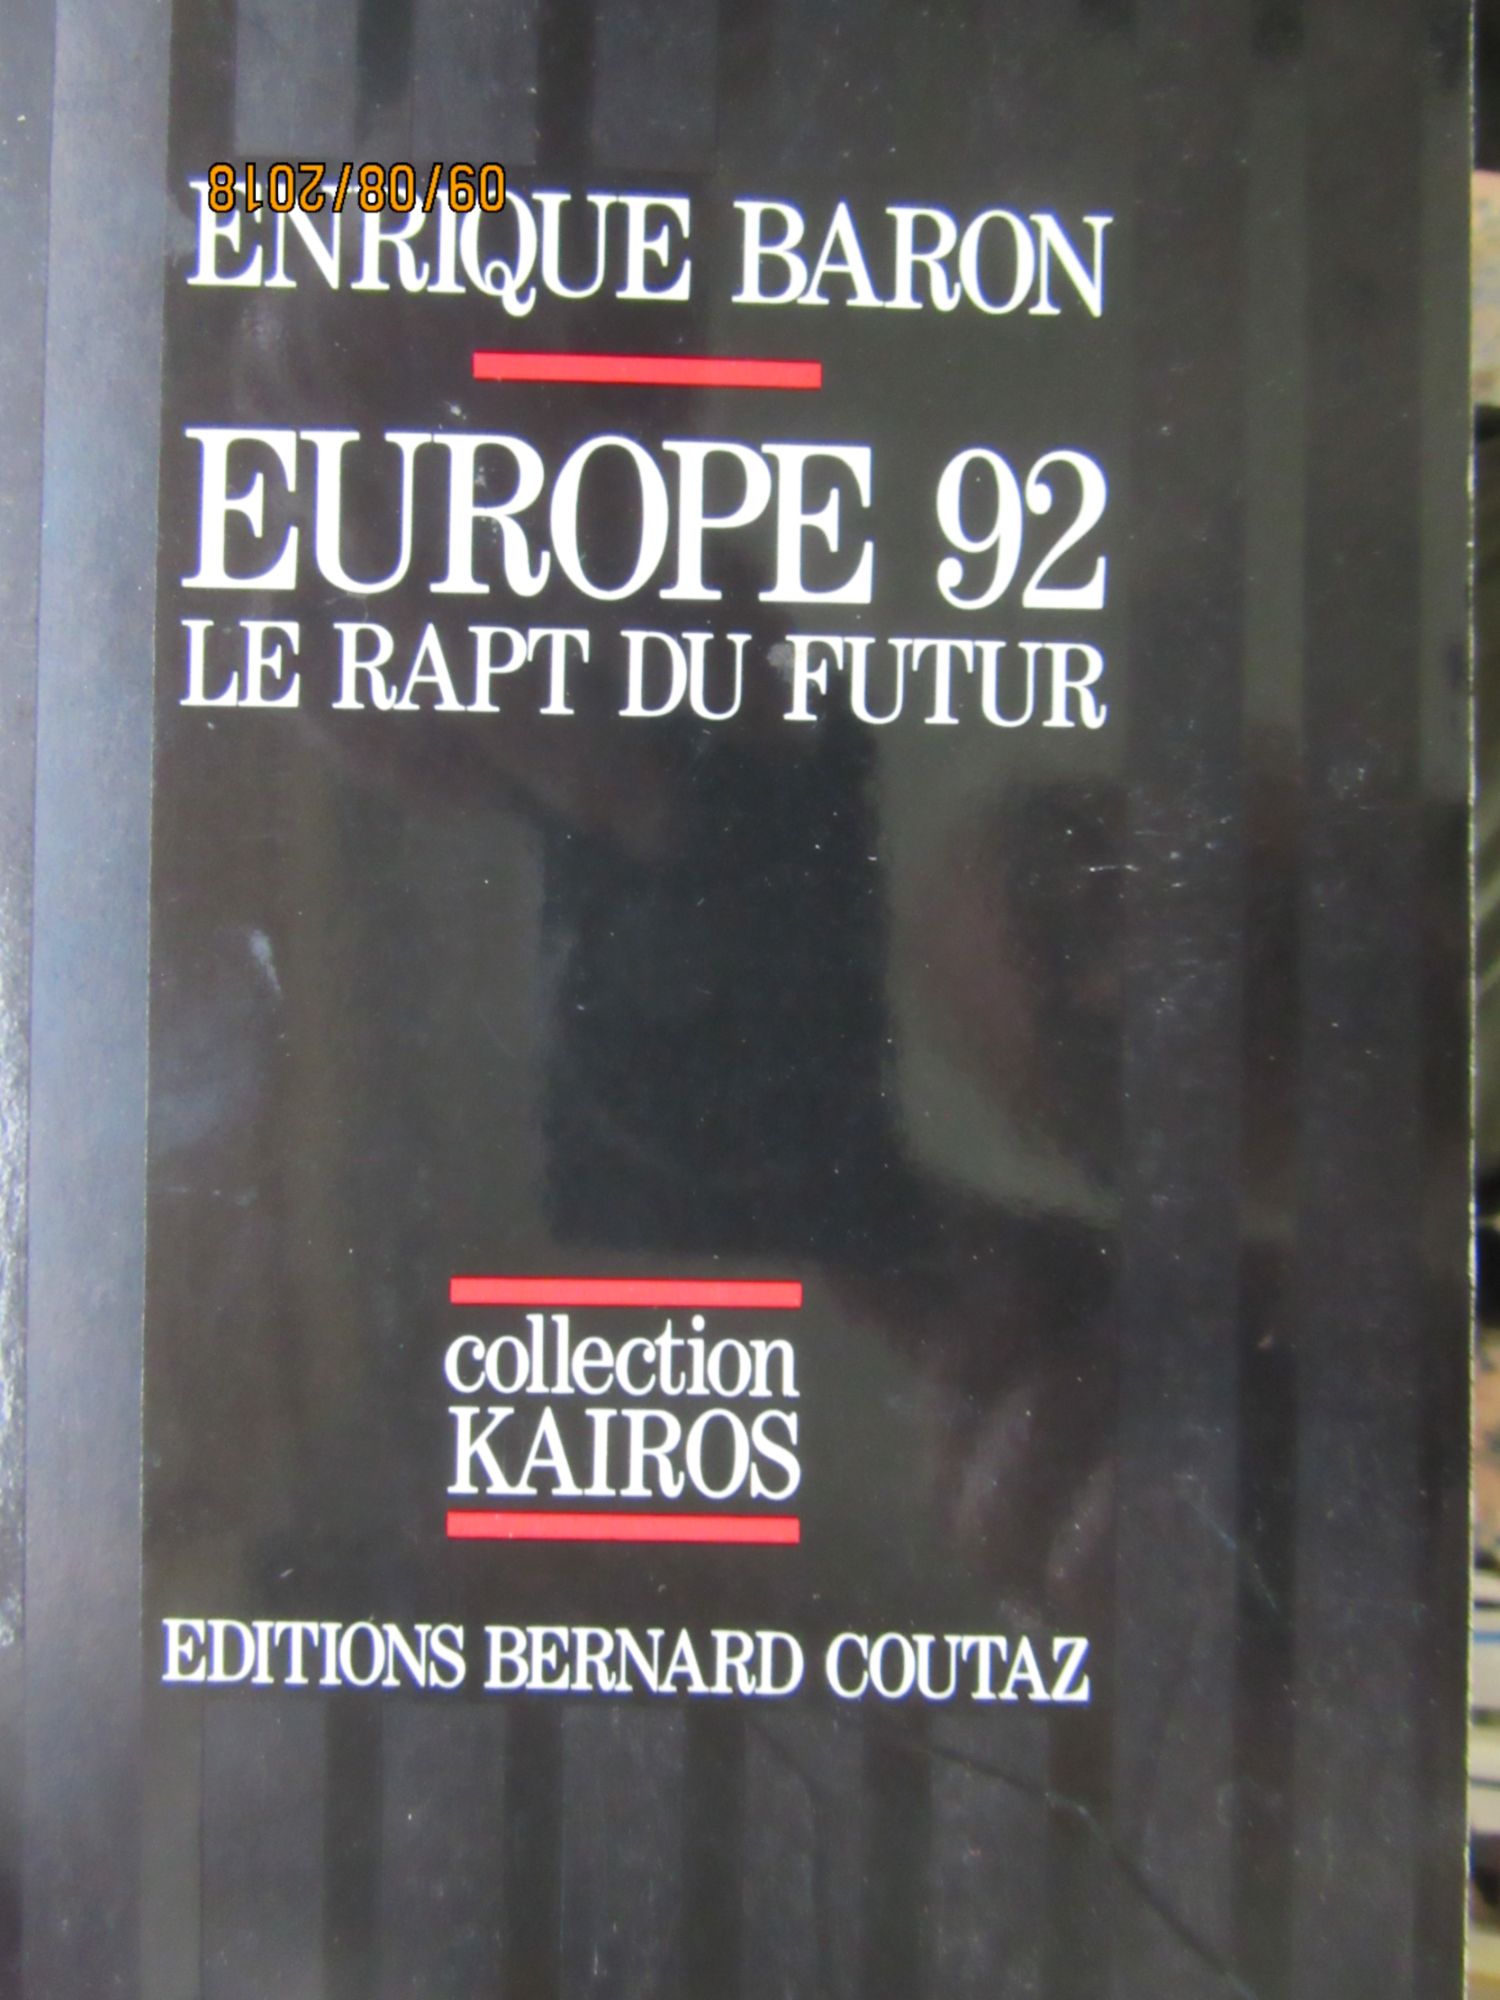 09/08/2018
ENRIQUE BARON
EUROPE 92
LE RAPT DU FUTUR
collection
KAIROS
EDITIONS BERNARD COUTAZ